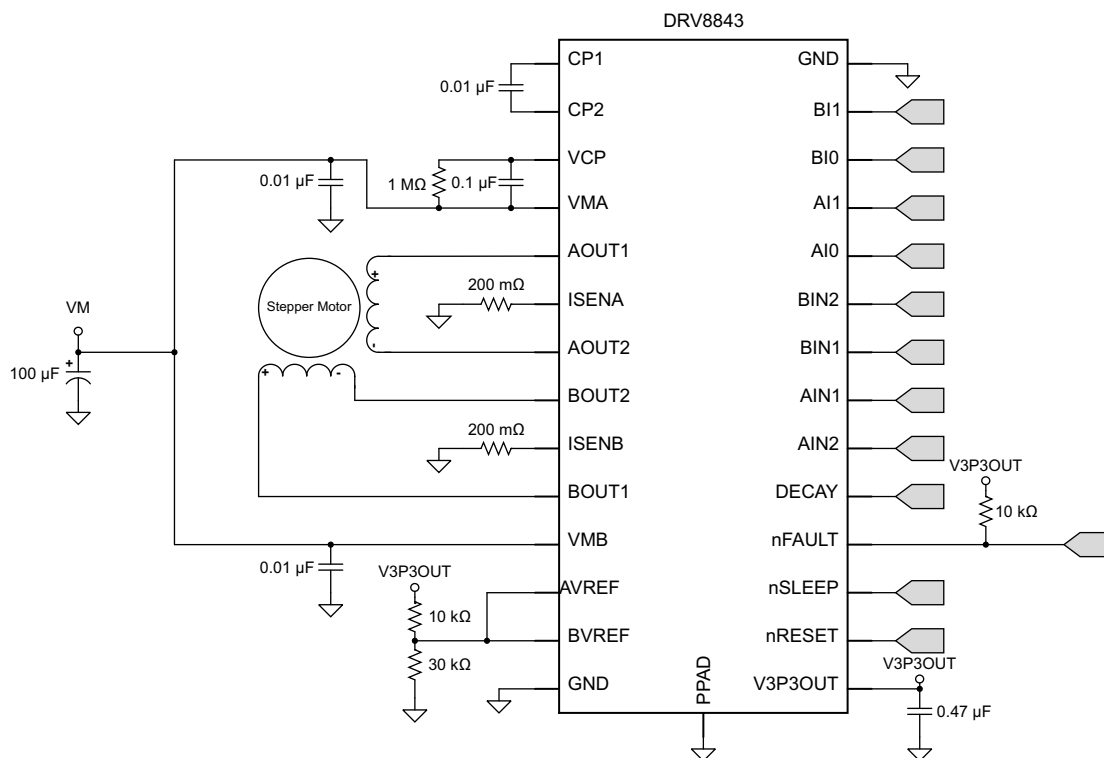 DRV8843
CP1
GND
0.01 µF
CP2
BI1
VCP
BI0
0.01 µF
1 MΩ
0.1 µF
VMA
AI1
AOUT1
AI0
200 mΩ
ISENA
BIN2
Stepper Motor
+
-
VM
AOUT2
BIN1
+
100 µF
+
-
BOUT2
AIN1
200 mΩ
ISENB
AIN2
V3P3OUT
BOUT1
DECAY
10 kΩ
VMB
nFAULT
0.01 µF
V3P3OUT
AVREF
nSLEEP
10 kΩ
BVREF
nRESET
30 kΩ
V3P3OUT
GND
PPAD
V3P3OUT
0.47 µF